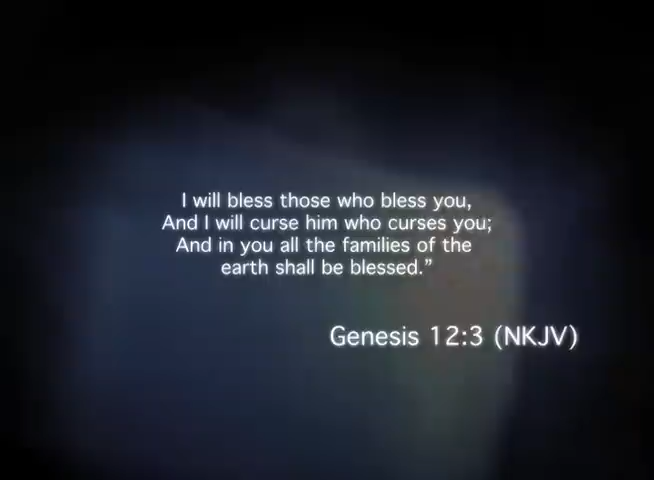 I will bless those who bless you,
And I will curse him who curses you;
And in you all the families of the
earth shall be blessed.”
Genesis 12:3 (NKJV)